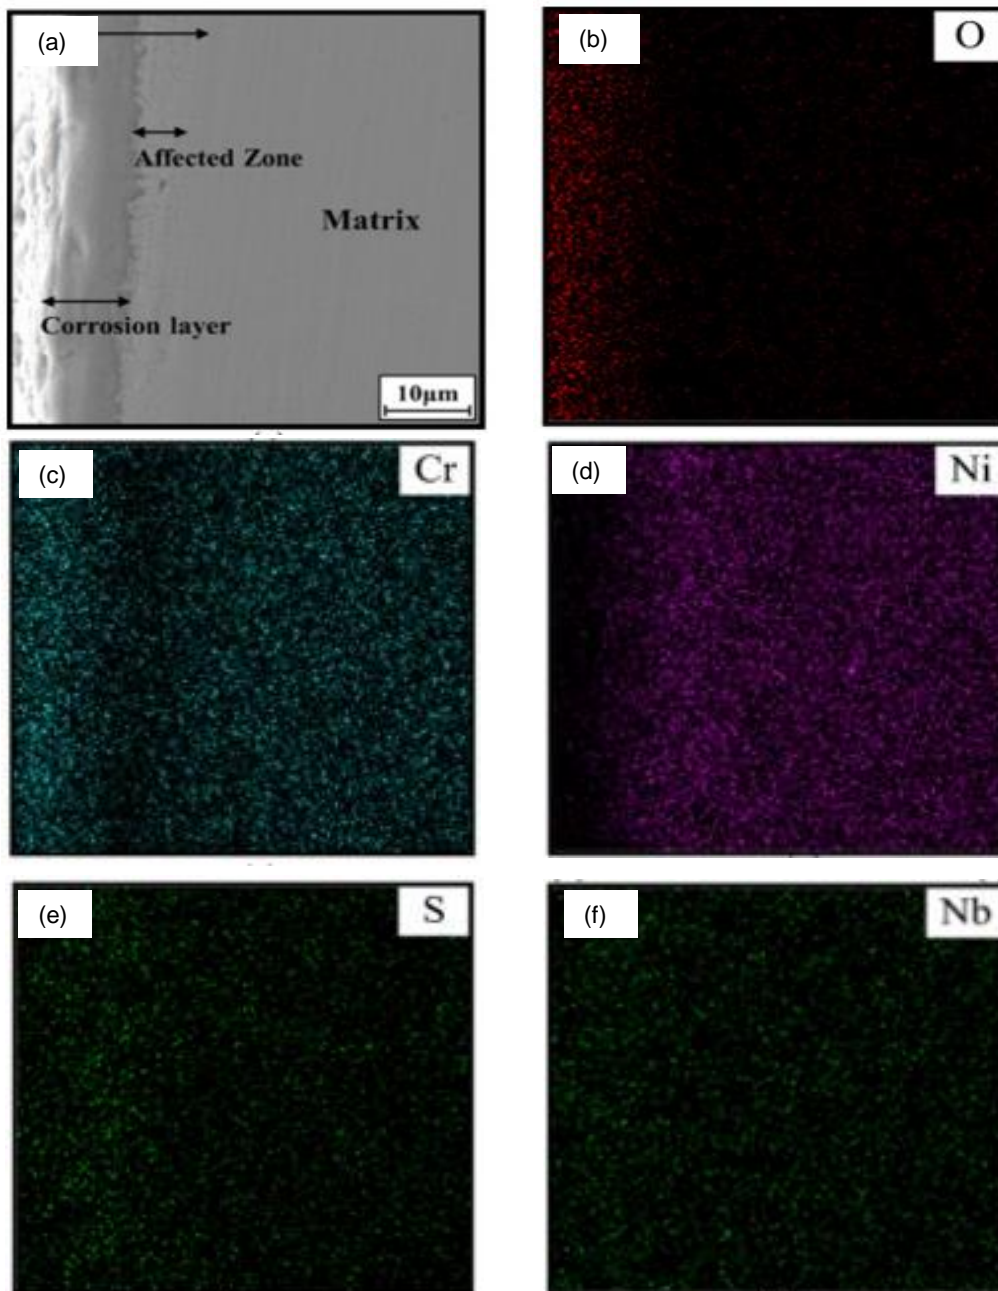 (a)
Affected Zone
Matrix
Corrosion layer
10μm
(b)
O
(c)
Cr
(d)
Ni
(e)
S
(f)
Nb